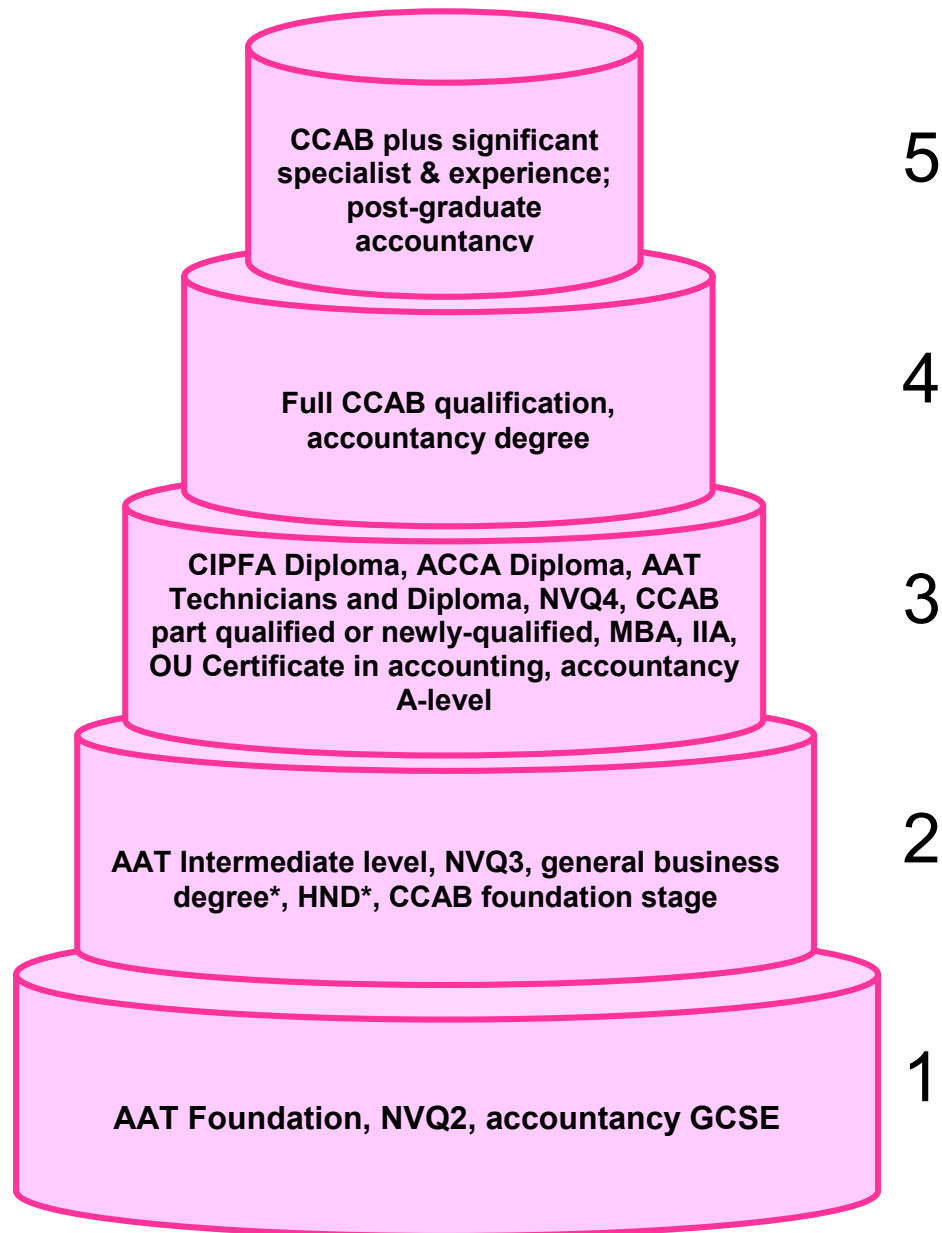 CCAB plus significant
specialist & experience;
post-graduate
accountancy
5
Full CCAB qualification,
accountancy degree
4
CIPFA Diploma, ACCA Diploma, AAT
Technicians and Diploma, NVQ4, CCAB
part qualified or newly-qualified, MBA, IIA,
OU Certificate in accounting, accountancy
A-level
3
AAT Intermediate level, NVQ3, general business
degree*, HND*, CCAB foundation stage
2
AAT Foundation, NVQ2, accountancy GCSE
1